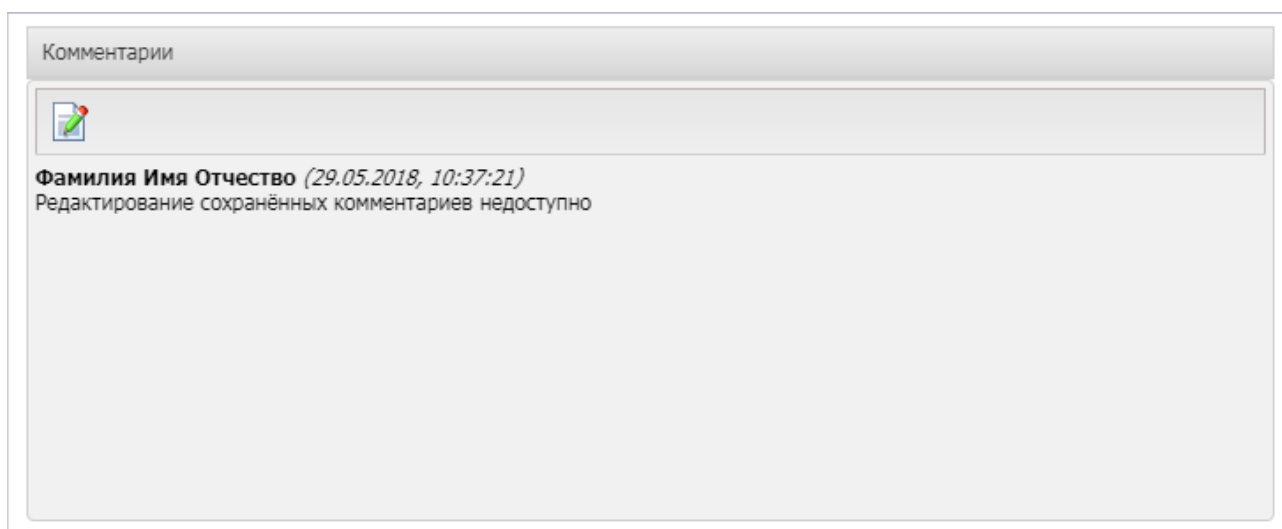 Комментарии
Фамилия Имя Отчество (29.05.2018, 10:37:21)
Редактирование сохранённых комментариев недоступно